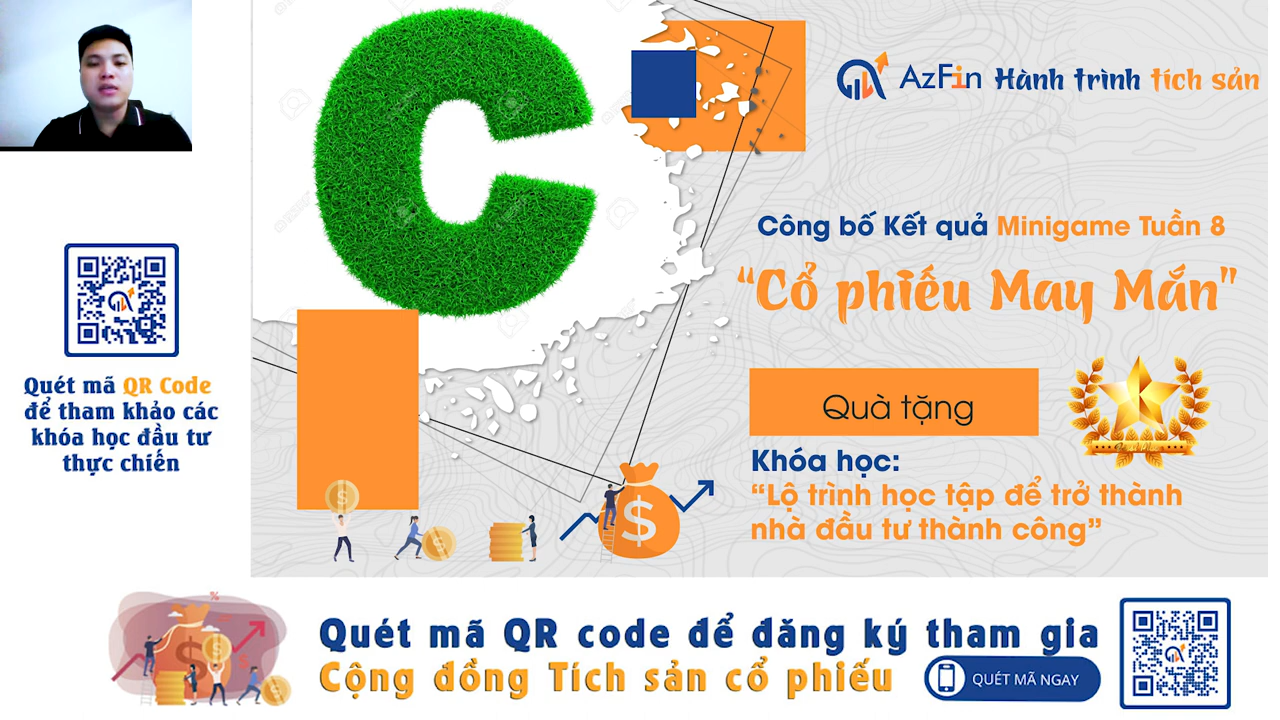 C
AzFin Hành trình tích sản
Công bố Kết quả Minigame Tuần 8
“Cổ phiếu May Mắn"
Quà tặng
Khóa học:
“Lộ trình học tập để trở thành
nhà đầu tư thành công”
Quét mã QR Code
để tham khảo các
khóa học đầu tư
thực chiến
Quét mã QR code để đăng ký tham gia
Cộng đồng Tích sản cổ phiếu
QUÉT MÃ NGAY